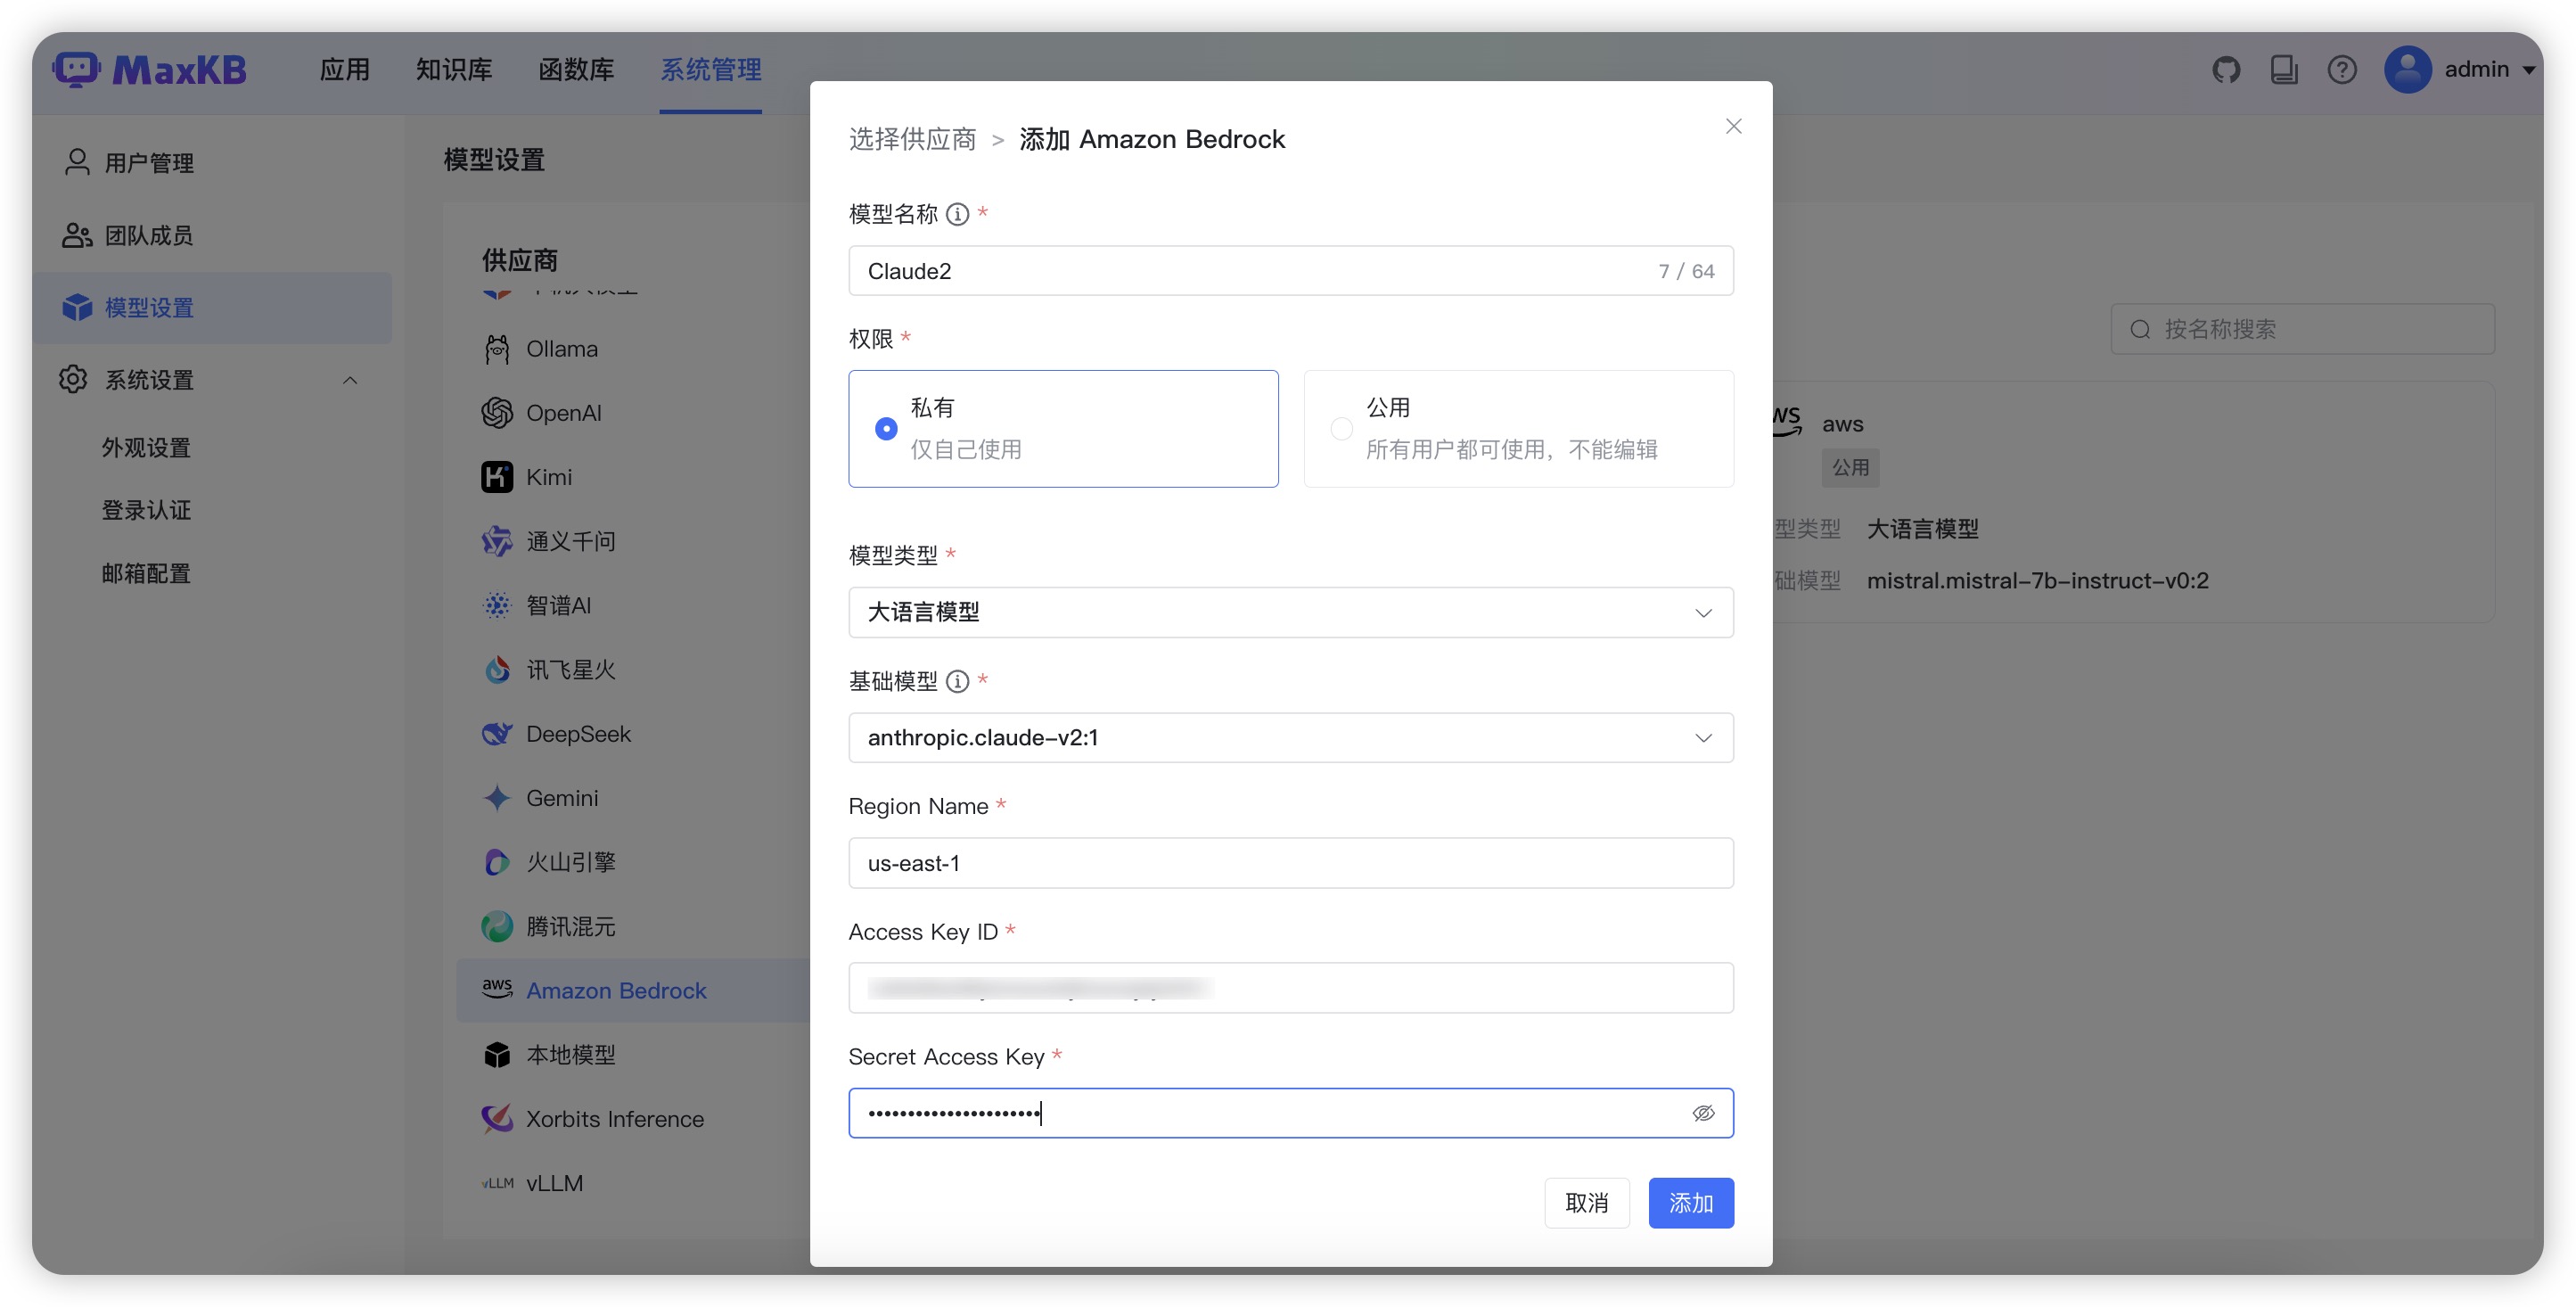 MaxKB
应用
知识库
函数库
系统管理
admin
用户管理
团队成员
模型设置
系统设置
外观设置
登录认证
邮箱配置
模型设置
供应商
Ollama
OpenAI
Kimi
通义千问
智谱AI
讯飞星火
DeepSeek
Gemini
火山引擎
腾讯混元
aws Amazon Bedrock
本地模型
Xorbits Inference
vLLM vLLM
选择供应商 > 添加 Amazon Bedrock
模型名称 *
Claude2 7 / 64
权限 *
私有
仅自己使用
公用
所有用户都可使用，不能编辑
模型类型 *
大语言模型
基础模型 *
anthropic.claude-v2:1
Region Name *
us-east-1
Access Key ID *
Secret Access Key *
••••••••••••••••••••••
取消
添加
按名称搜索
aws
公用
型类型 大语言模型
础模型 mistral.mistral-7b-instruct-v0:2